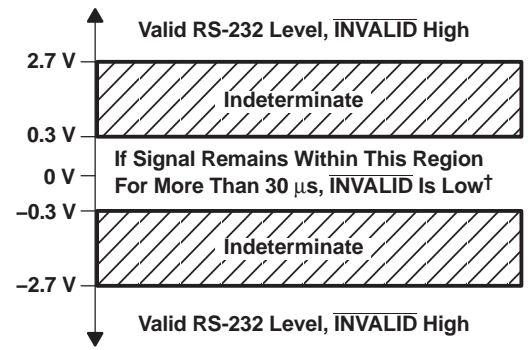 Valid RS-232 Level, INVALID High
2.7 V
Indeterminate
0.3 V
If Signal Remains Within This Region
0 V
For More Than 30 μs, INVALID Is Low†
–0.3 V
Indeterminate
–2.7 V
Valid RS-232 Level, INVALID High